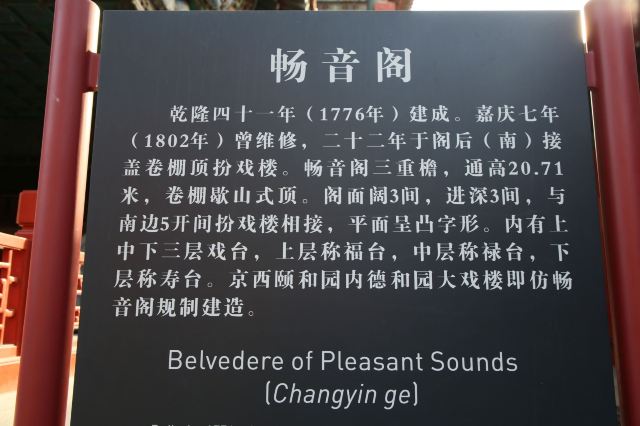 畅音阁
乾隆四十一年（1776年）建成。嘉庆七年
（1802年）曾维修，二十二年于阁后（南）接
盖卷棚顶扮戏楼。畅音阁三重檐，通高20.71
米，卷棚歇山式顶。阁面阔3间，进深3间，与
南边5开间扮戏楼相接，平面呈凸字形。内有上
中下三层戏台，上层称福台，中层称禄台，下
层称寿台。京西颐和园内德和园大戏楼即仿畅
音阁规制建造。
Belvedere of Pleasant Sounds
(Changyin ge)